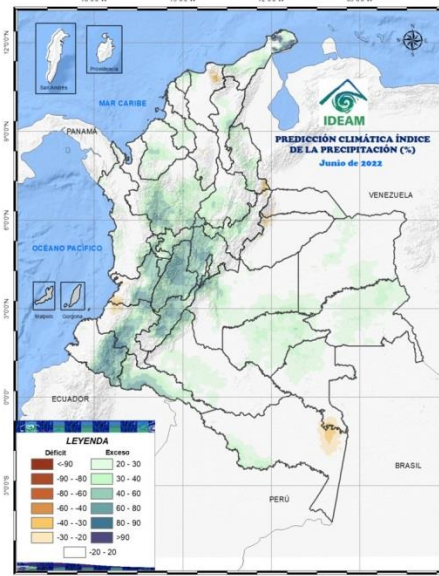 San Andrés
Providencia
MAR CARIBE
PANAMÁ
IDEAM
PREDICCIÓN CLIMÁTICA ÍNDICE
DE LA PRECIPITACIÓN (%)
Junio de 2022
VENEZUELA
OCÉANO PACÍFICO
Malpelo
Gorgona
ECUADOR
BRASIL
PERÚ
LEYENDA
Déficit
Exceso
<-90
20 - 30
-90 - -80
30 - 40
-80 - -60
40 - 60
-60 - -40
60 - 80
-40 - -30
80 - 90
-30 - -20
>90
-20 - 20